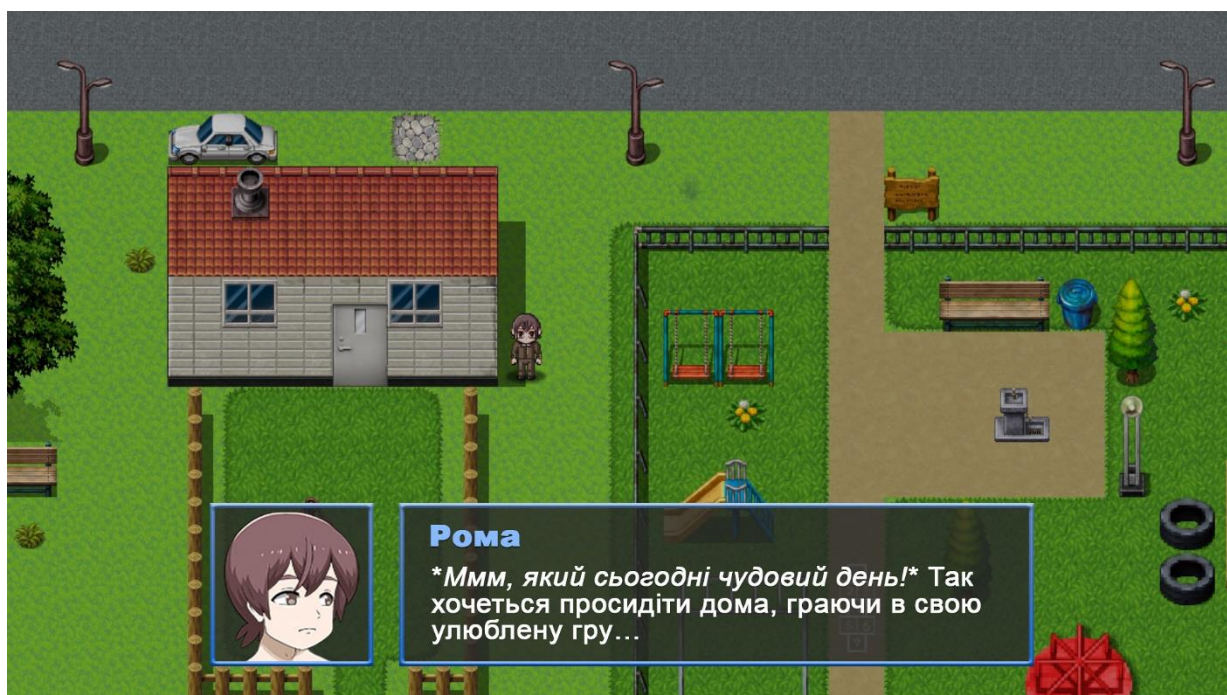 Рома
*Ммм, який сьогодні чудовий день!* Так
хочеться просидіти дома, граючи в свою
улюблену гру...